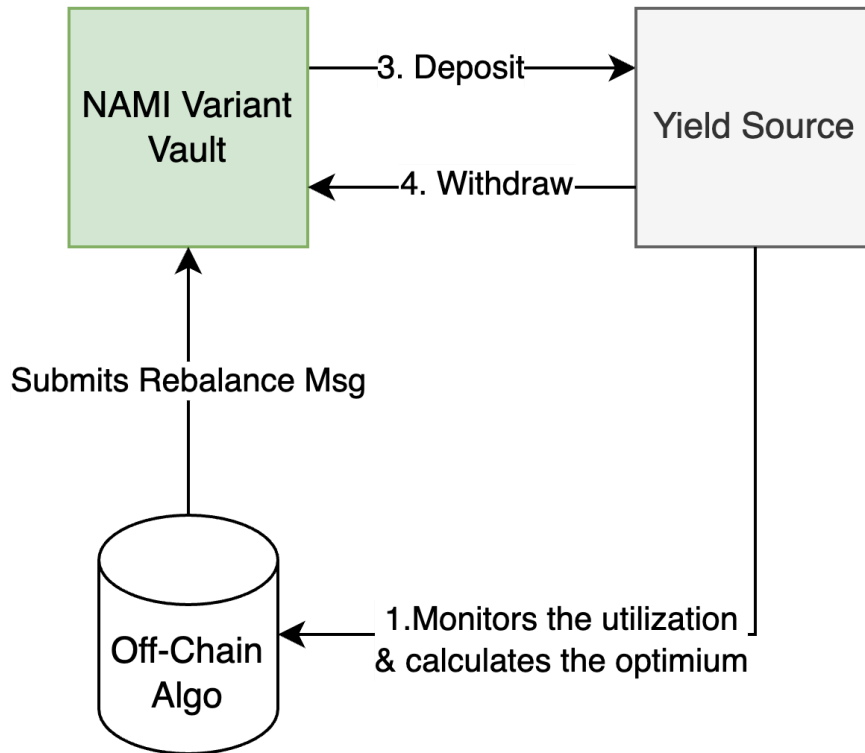 NAMI Variant
Vault
3. Deposit
Yield Source
4. Withdraw
Submits Rebalance Msg
Off-Chain
Algo
1.Monitors the utilization
& calculates the optimium